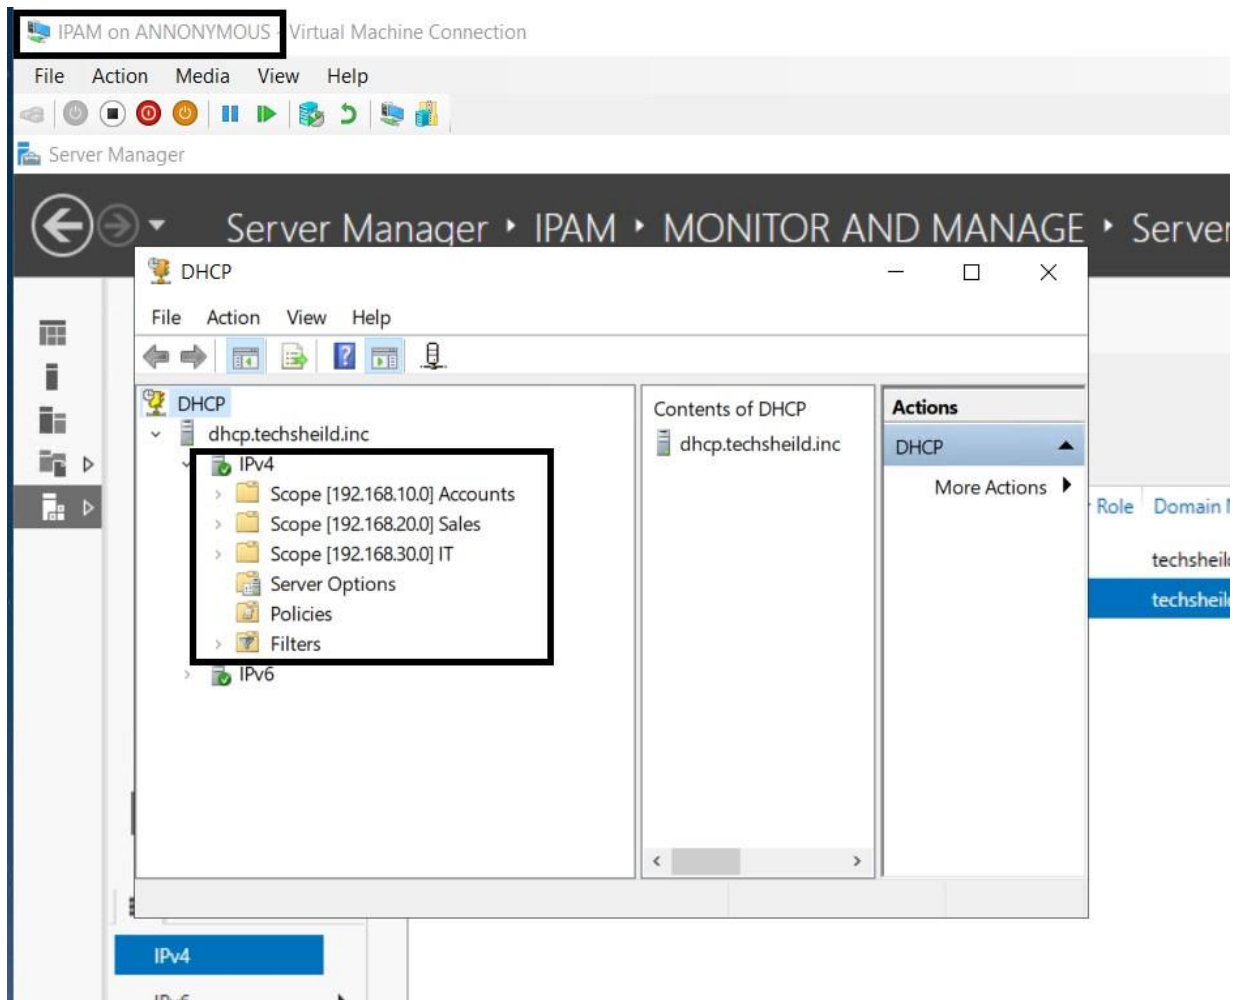 IPAM on ANNONYMOUS - Virtual Machine Connection
File Action Media View Help
Server Manager
Server Manager IPAM MONITOR AND MANAGE Server
DHCP
File Action View Help
DHCP
dhcp.techsheild.inc
IPv4
Scope [192.168.10.0] Accounts
Scope [192.168.20.0] Sales
Scope [192.168.30.0] IT
Server Options
Policies
Filters
IPv6
Contents of DHCP
dhcp.techsheild.inc
Actions
DHCP
More Actions
Role Domain
techsheil
techsheil
IPv4
IPv6